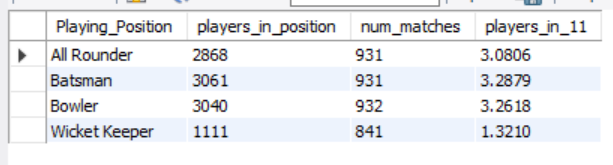 Playing_Position players_in_position num_matches players_in_11
All Rounder 2868 931 3.0806
Batsman 3061 931 3.2879
Bowler 3040 932 3.2618
Wicket Keeper 1111 841 1.3210